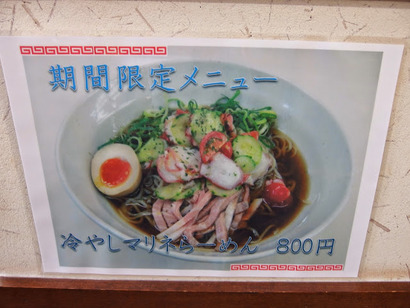 期間限定メニュー
冷やしマリネらーめん 800円